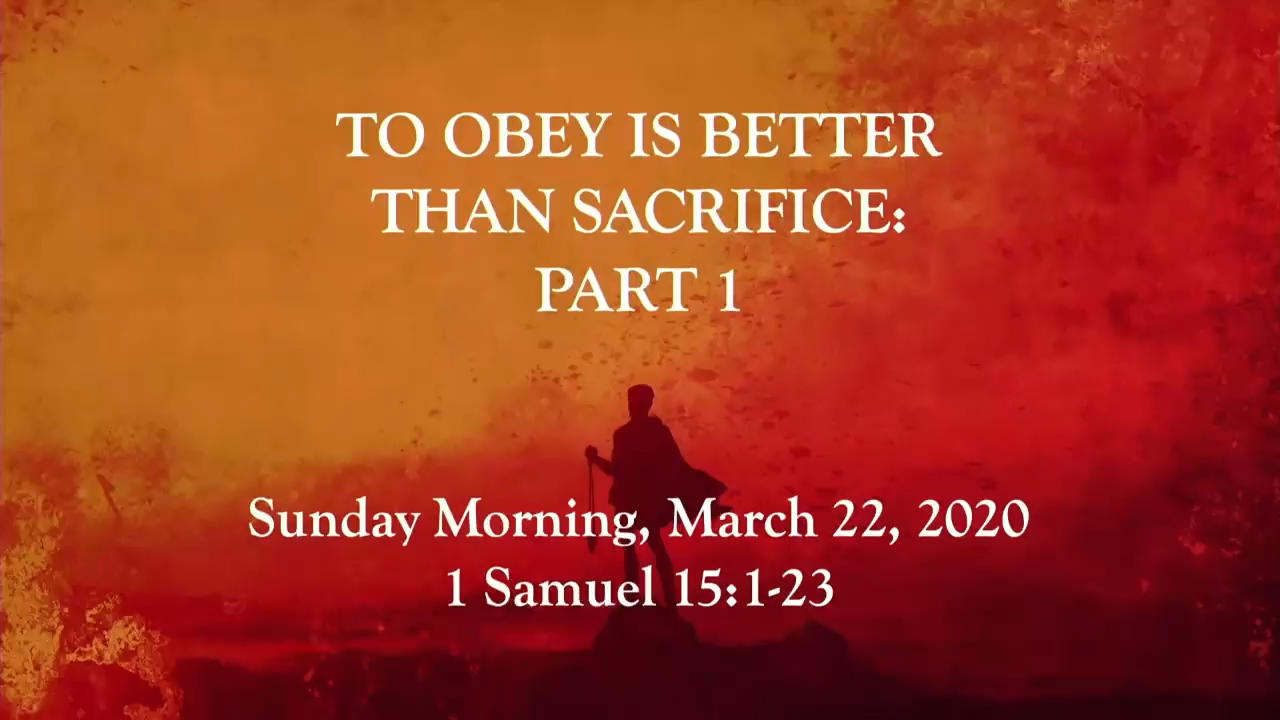 TO OBEY IS BETTER
THAN SACRIFICE:
PART 1
Sunday Morning, March 22, 2020
1 Samuel 15:1-23